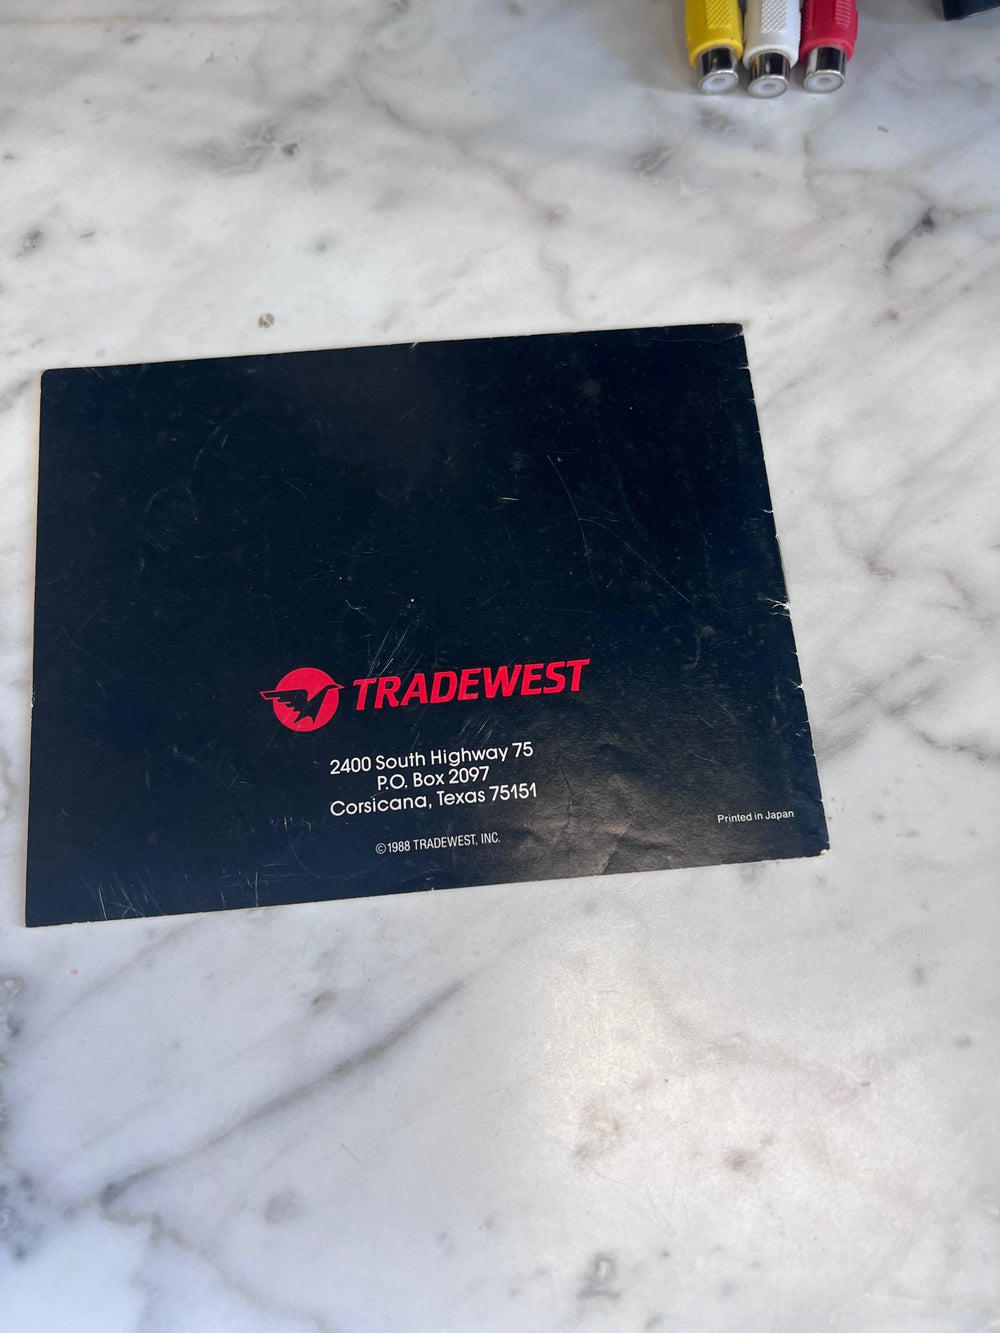 TRADEWEST
2400 South Highway 75
P.O. Box 2097
Corsicana, Texas 75151
©1988 TRADEWEST, INC.
Printed in Japan